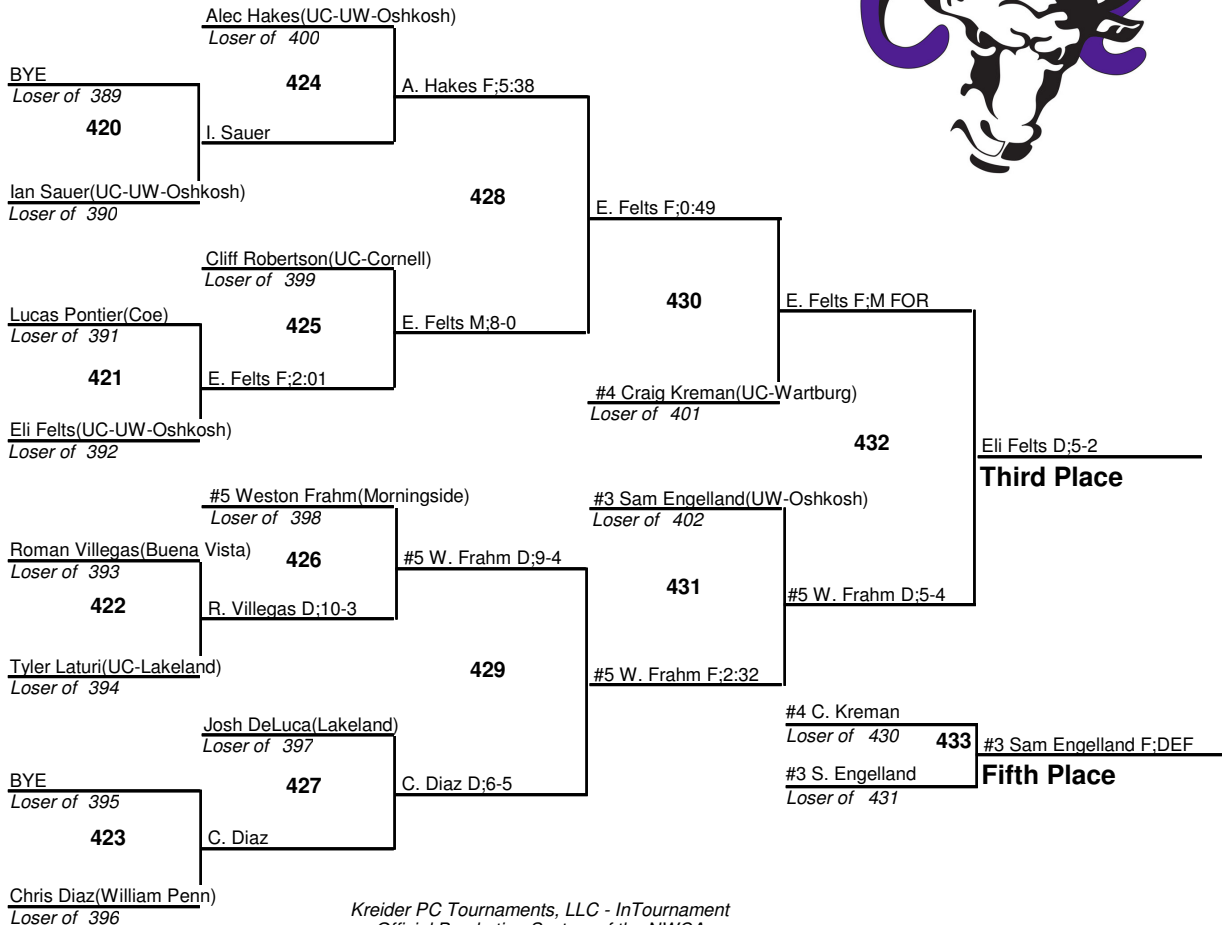 Alec Hakes(UC-UW-Oshkosh)
Loser of 400
BYE
Loser of 389
424
A. Hakes F;5:38
420
I. Sauer
Ian Sauer(UC-UW-Oshkosh)
Loser of 390
428
E. Felts F;0:49
Cliff Robertson(UC-Cornell)
Loser of 399
Lucas Pontier(Coe)
Loser of 391
425
E. Felts M;8-0
430
E. Felts F;M FOR
421
E. Felts F;2:01
#4 Craig Kreman(UC-Wartburg)
Loser of 401
Eli Felts(UC-UW-Oshkosh)
Loser of 392
432
Eli Felts D;5-2
Third Place
#5 Weston Frahm(Morningside)
Loser of 398
#3 Sam Engelland(UW-Oshkosh)
Loser of 402
Roman Villegas(Buena Vista)
Loser of 393
426
#5 W. Frahm D;9-4
431
#5 W. Frahm D;5-4
422
R. Villegas D;10-3
Tyler Laturi(UC-Lakeland)
Loser of 394
429
#5 W. Frahm F;2:32
Josh DeLuca(Lakeland)
Loser of 397
#4 C. Kreman
Loser of 430
433
#3 Sam Engelland F;DEF
Fifth Place
#3 S. Engelland
Loser of 431
BYE
Loser of 395
427
C. Diaz D;6-5
423
C. Diaz
Chris Diaz(William Penn)
Loser of 396
Kreider PC Tournaments, LLC - InTournament